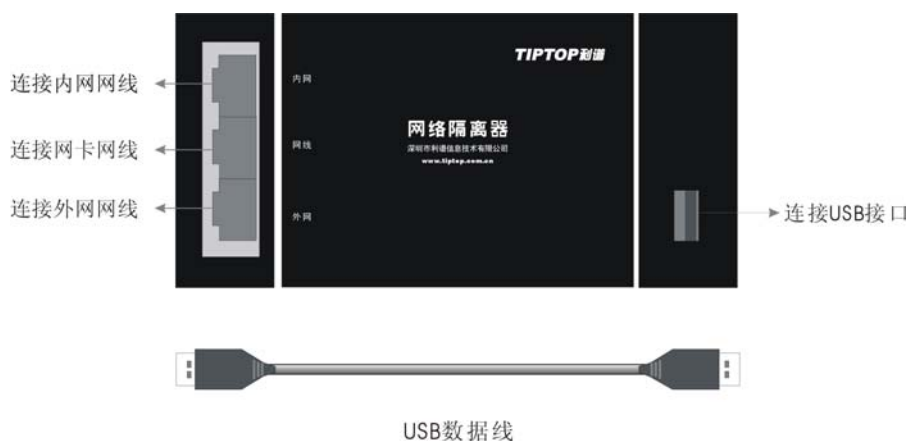 TIPTOP利谱
连接内网网线
内网
网络隔离器
深圳市利谱信息技术有限公司
www.tiptop.com.cn
连接网卡网线
网线
连接外网网线
外网
连接USB接口
USB数据线